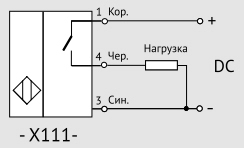 1 Кор. +
4 Чер. Нагрузка DC
3 Син. -
- X111-